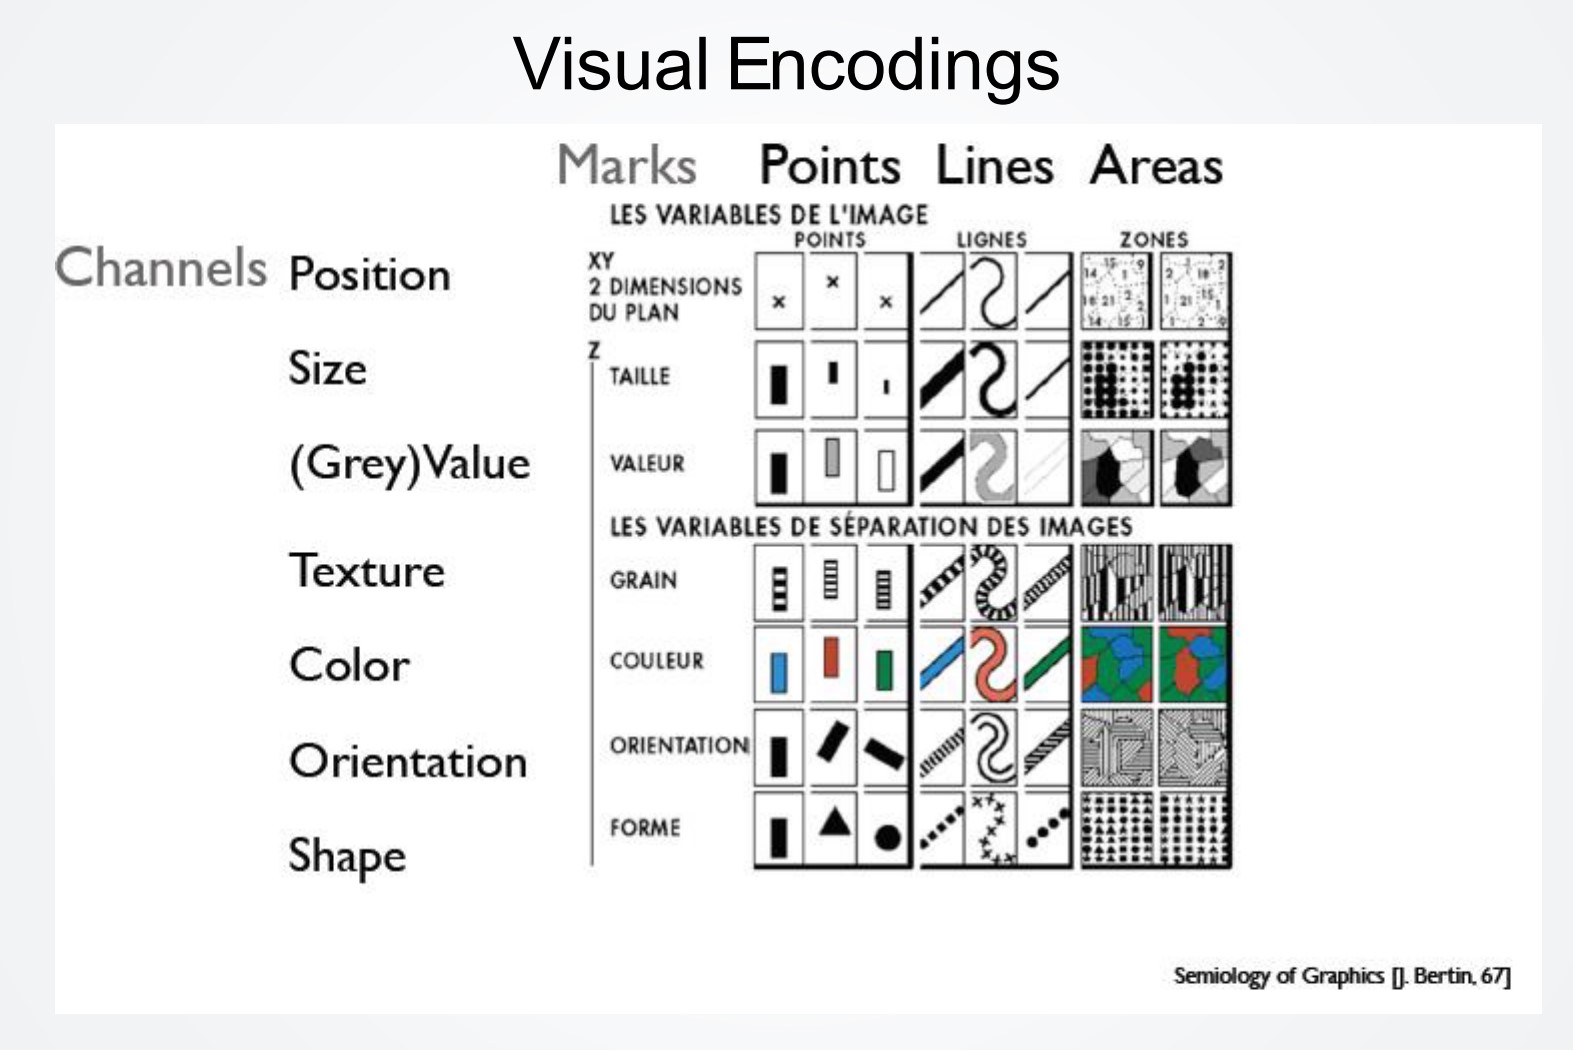 Visual Encodings
Marks Points Lines Areas
LES VARIABLES DE L'IMAGE
POINTS LIGNES ZONES
Channels Position
XY
2 DIMENSIONS
DU PLAN
Z
Size
TAILLE
(Grey)Value
VALEUR
LES VARIABLES DE SÉPARATION DES IMAGES
Texture
GRAIN
Color
COULEUR
Orientation
ORIENTATION
Shape
FORME
Semiology of Graphics [J. Bertin, 67]